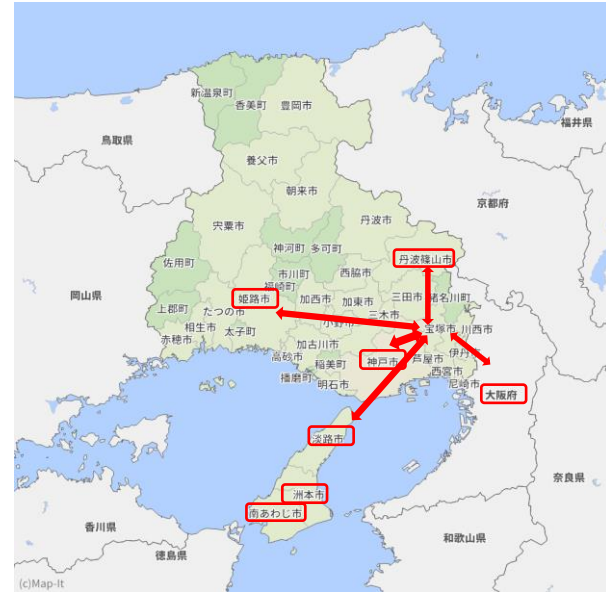 新温泉町
香美町
豊岡市
鳥取県
福井県
養父市
朝来市
京都府
宍粟市
丹波市
神河町
多可町
丹波篠山市
佐用町
市川町
西脇市
岡山県
福崎町
姫路市
加西市
加東市
三田市
猪名川町
上郡町
たつの市
小野市
三木市
相生市
太子町
宝塚市
川西市
赤穂市
加古川市
高砂市
稲美町
神戸市
芦屋市
伊丹市
西宮市
播磨町
明石市
尼崎市
大阪府
淡路市
奈良県
洲本市
南あわじ市
香川県
和歌山県
徳島県
(c)Map-It